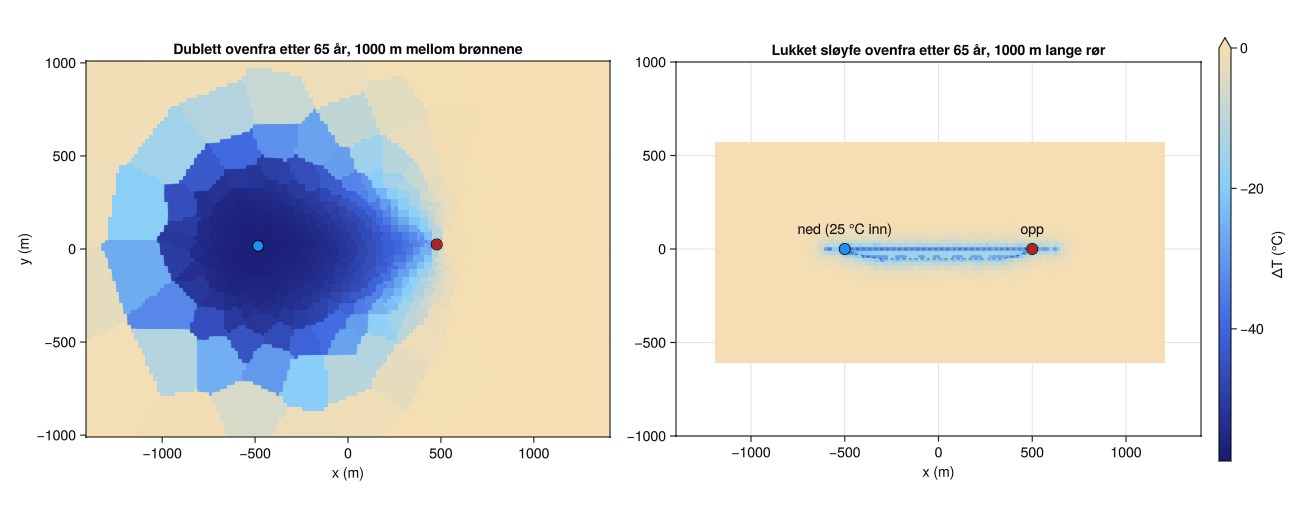 Dublett ovenfra etter 65 år, 1000 m mellom brønnene
1000
500
0
−500
−1000
y (m)
−1000
−500
0
500
1000
x (m)
Lukket sløyfe ovenfra etter 65 år, 1000 m lange rør
1000
500
0
−500
−1000
ned (25 °C inn)
opp
−1000
−500
0
500
1000
x (m)
0
−20
−40
ΔT (°C)